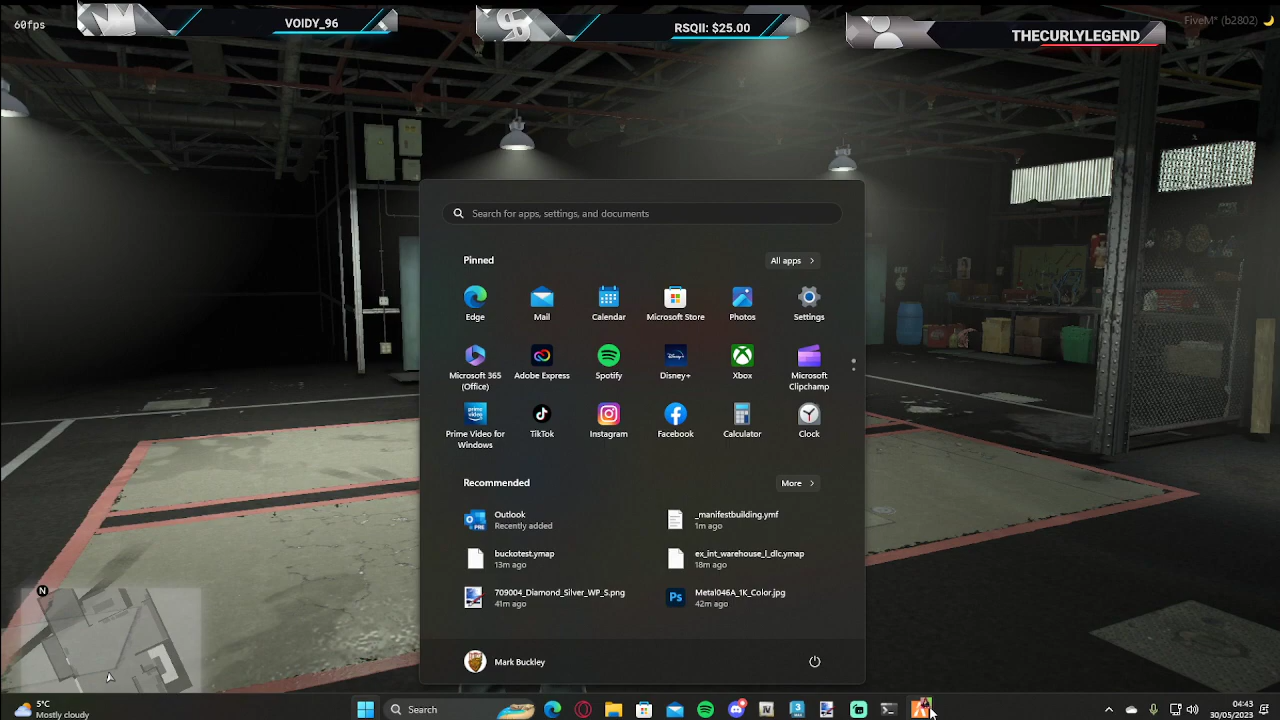 60fps
VOIDY_96
RSQII: $25.00
THECURLYLEGEND
FiveM* (b2802)
Search for apps, settings, and documents
Pinned
All apps
Edge
Mail
Calendar
Microsoft Store
Photos
Settings
Microsoft 365
(Office)
Adobe Express
Spotify
Disney+
Xbox
Microsoft
Clipchamp
Prime Video for
Windows
TikTok
Instagram
Facebook
Calculator
Clock
Recommended
More
Outlook
Recently added
_manifestbuilding.ymf
1m ago
buckotest.ymap
13m ago
ex_int_warehouse_l_dlc.ymap
18m ago
709004_Diamond_Silver_WP_S.png
41m ago
Metal046A_1K_Color.jpg
42m ago
N
Mark Buckley
5°C
Mostly cloudy
Search
04:43
30/05/2023